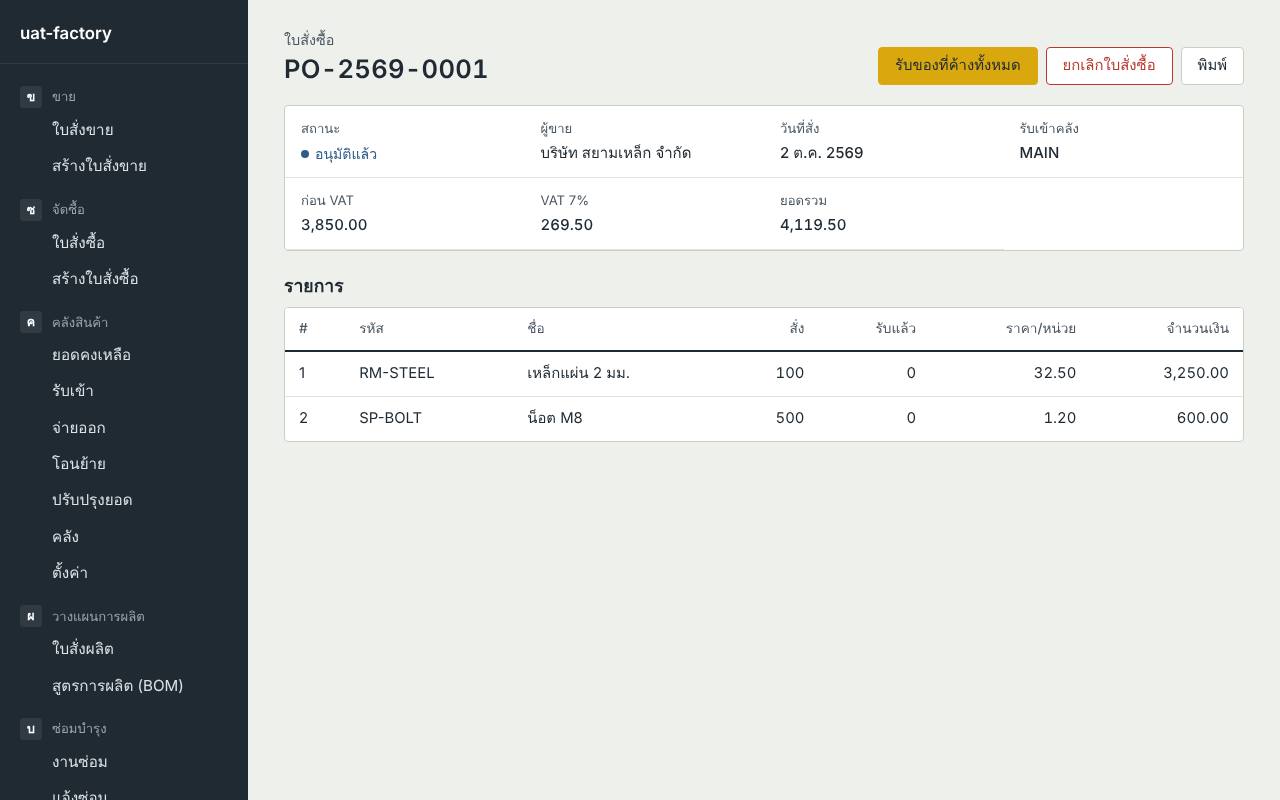 uat-factory
ข ขาย
ใบสั่งขาย
สร้างใบสั่งขาย
ซ จัดซื้อ
ใบสั่งซื้อ
สร้างใบสั่งซื้อ
ค คลังสินค้า
ยอดคงเหลือ
รับเข้า
จ่ายออก
โอนย้าย
ปรับปรุงยอด
คลัง
ตั้งค่า
ผ วางแผนการผลิต
ใบสั่งผลิต
สูตรการผลิต (BOM)
บ ซ่อมบำรุง
งานซ่อม
แจ้งซ่อม
ใบสั่งซื้อ
PO-2569-0001
รับของที่ค้างทั้งหมด ยกเลิกใบสั่งซื้อ พิมพ์
สถานะ ผู้ขาย วันที่สั่ง รับเข้าคลัง
อนุมัติแล้ว บริษัท สยามเหล็ก จำกัด 2 ต.ค. 2569 MAIN
ก่อน VAT VAT 7% ยอดรวม
3,850.00 269.50 4,119.50
รายการ
# รหัส ชื่อ สั่ง รับแล้ว ราคา/หน่วย จำนวนเงิน
1 RM-STEEL เหล็กแผ่น 2 มม. 100 0 32.50 3,250.00
2 SP-BOLT น็อต M8 500 0 1.20 600.00